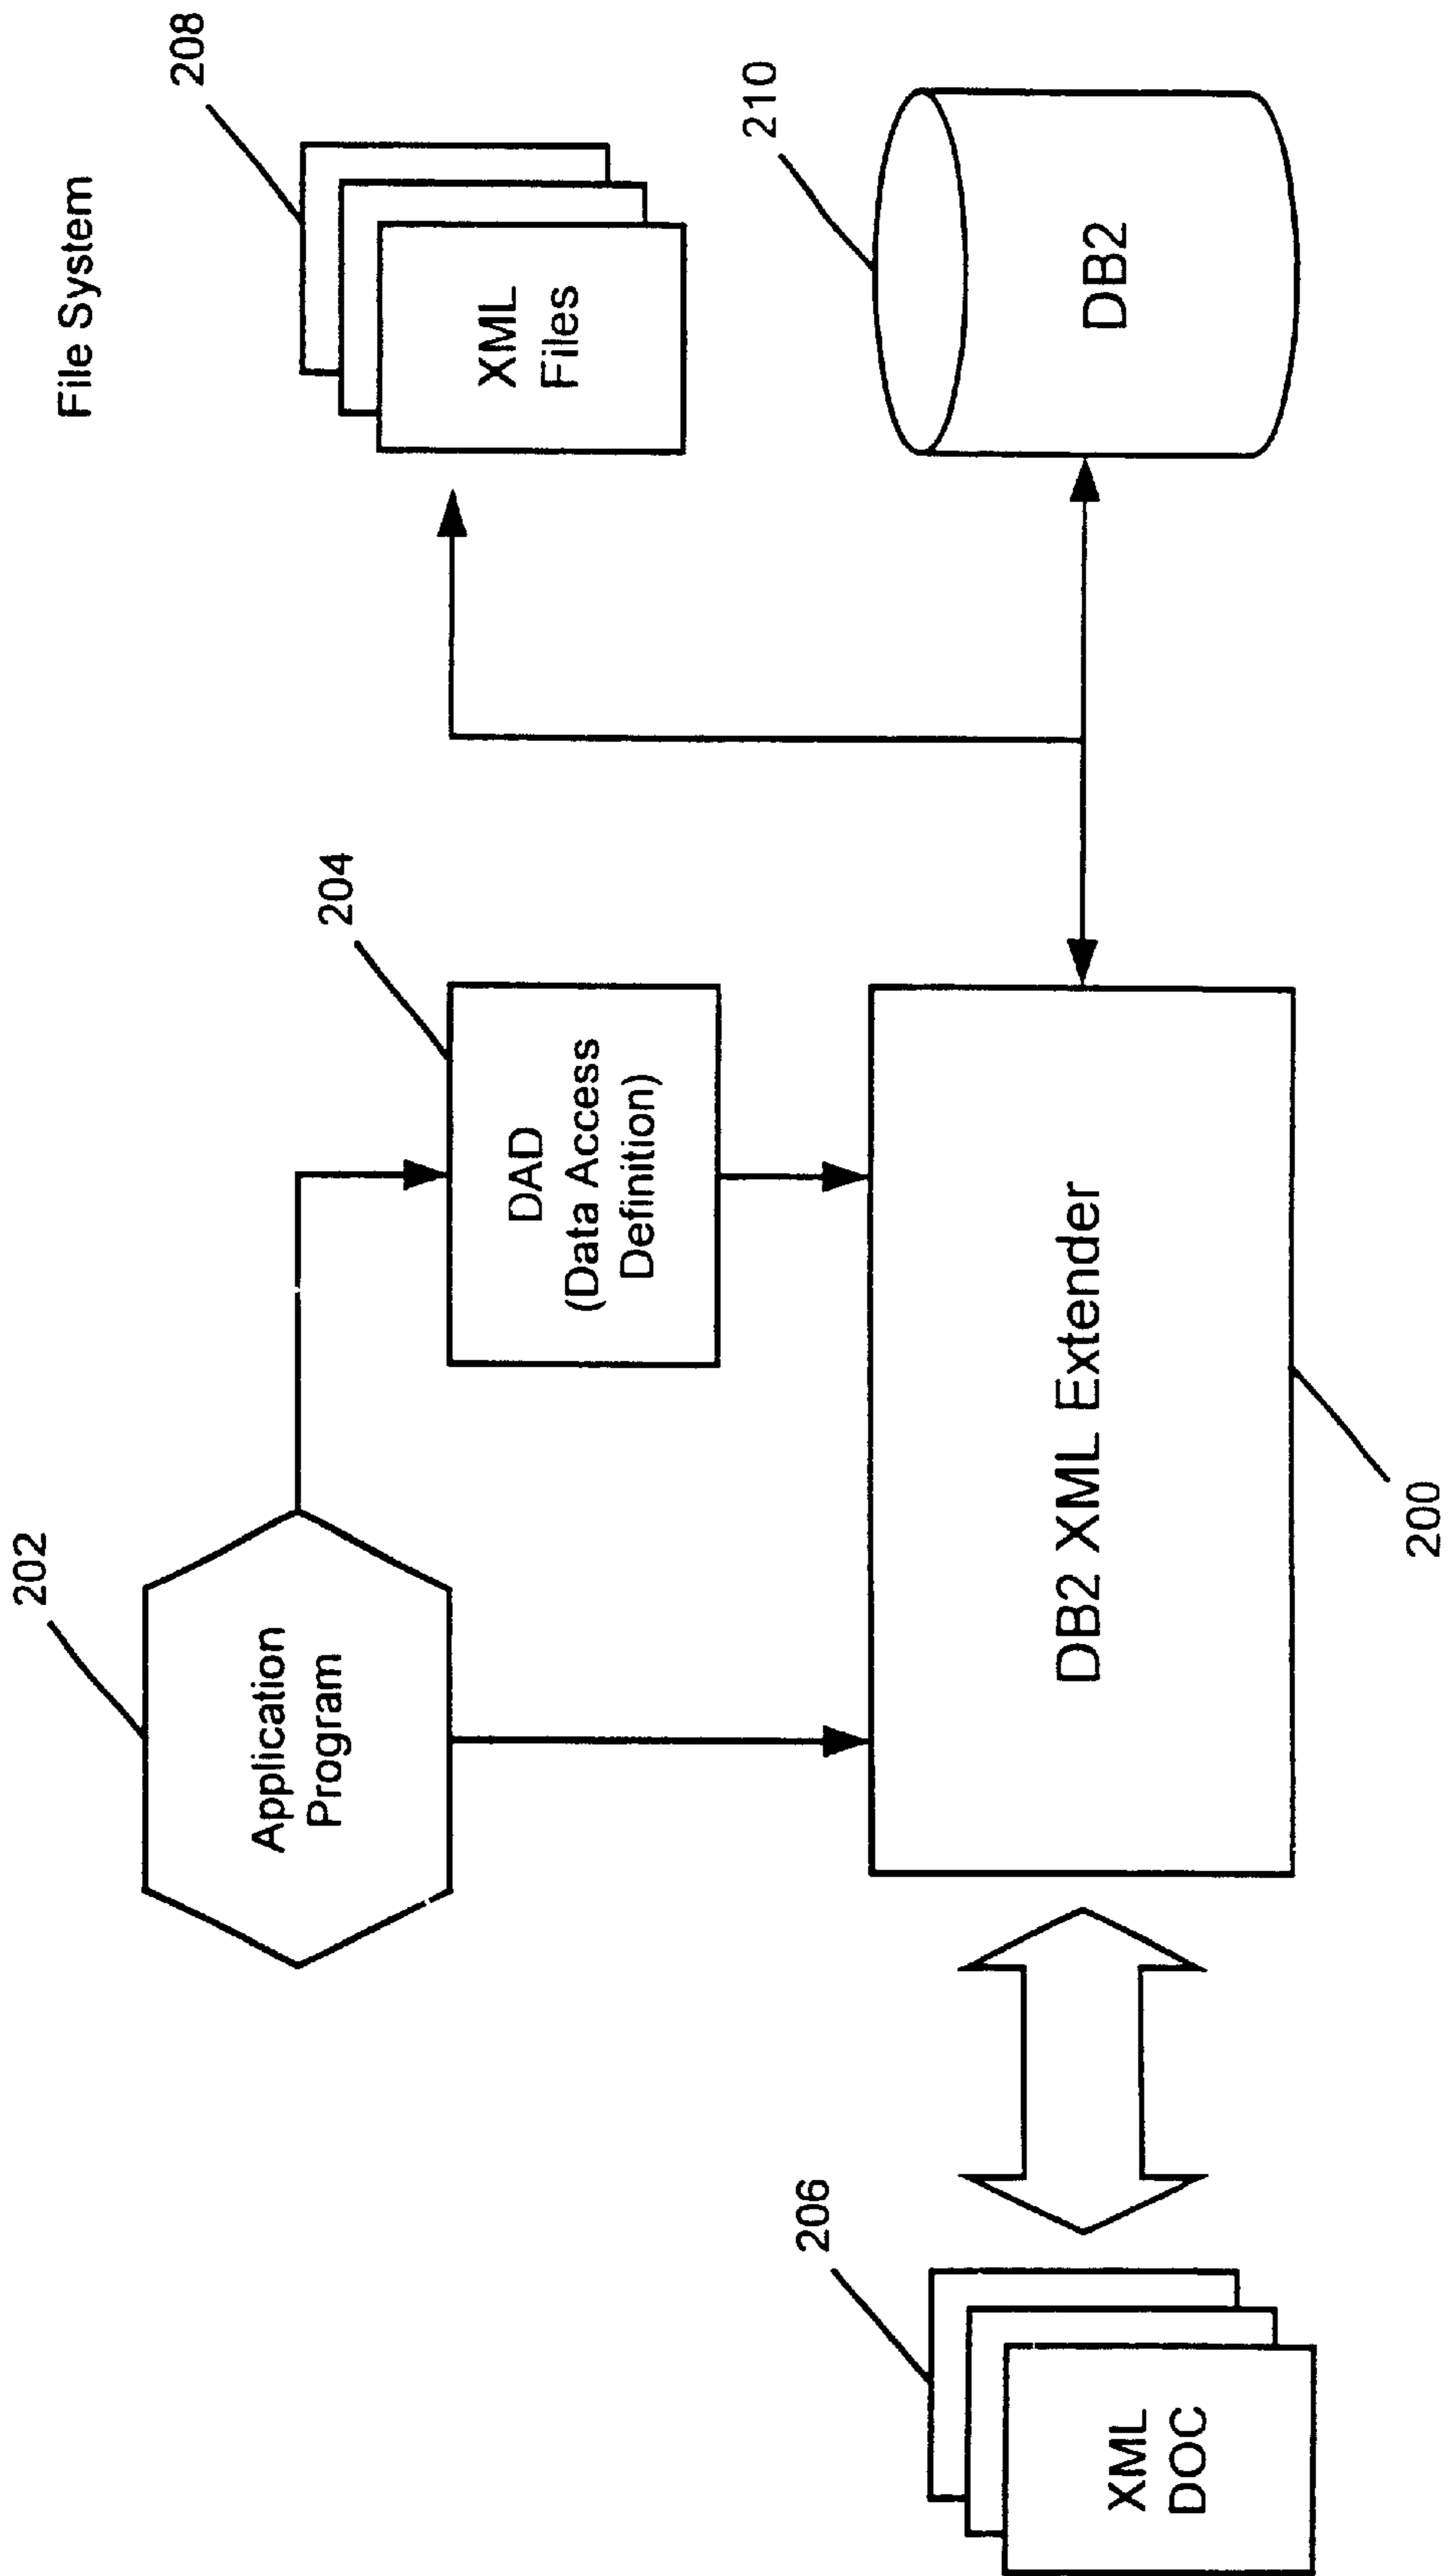 File System
202
Application
Program
204
DAD
(Data Access
Definition)
208
XML
Files
206
XML
DOC
DB2 XML Extender
200
210
DB2